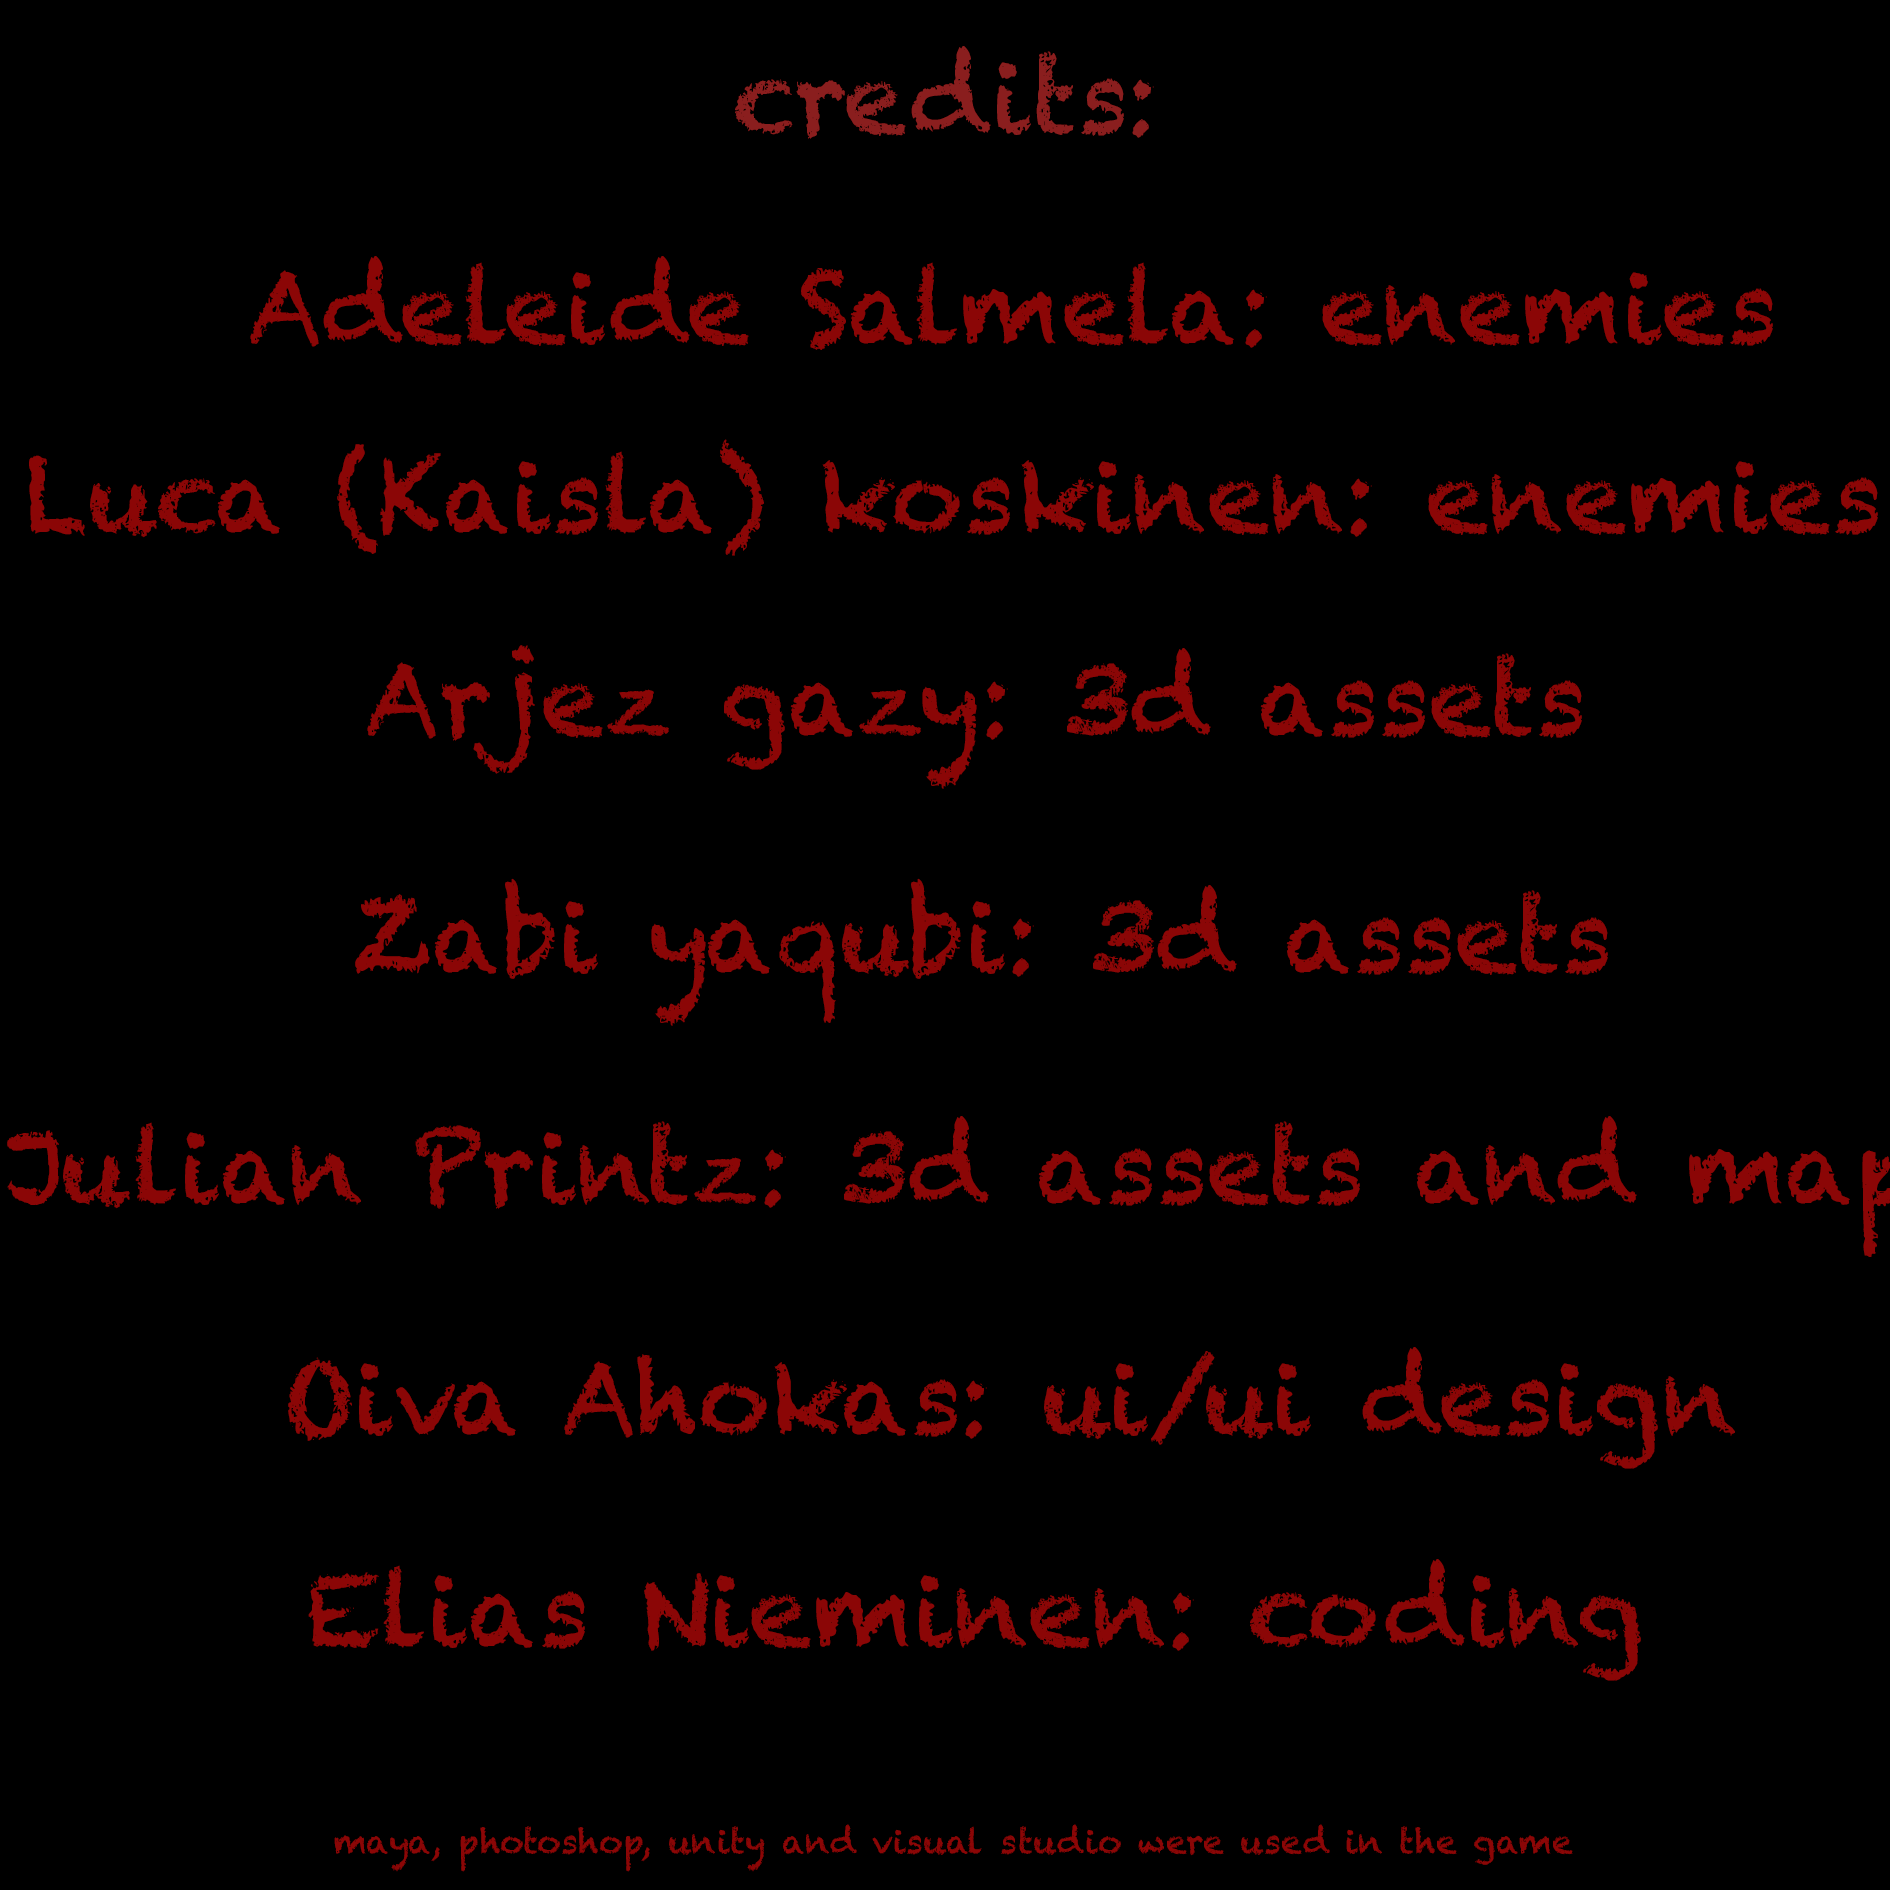 credits:
Adeleide Salmela: enemies
Luca (Kaisla) koskinen: enemies
Arjez gazy: 3d assets
Zabi yaqubi: 3d assets
Julian Printz: 3d assets and map
Oiva Ahokas: ui/ui design
Elias Nieminen: coding
maya, photoshop, unity and visual studio were used in the game